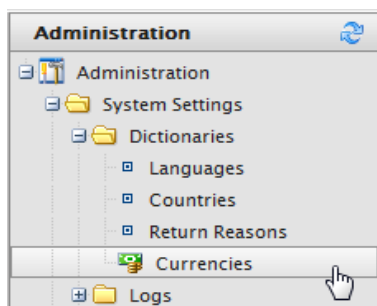 Administration
Administration
System Settings
Dictionaries
Languages
Countries
Return Reasons
Currencies
Logs